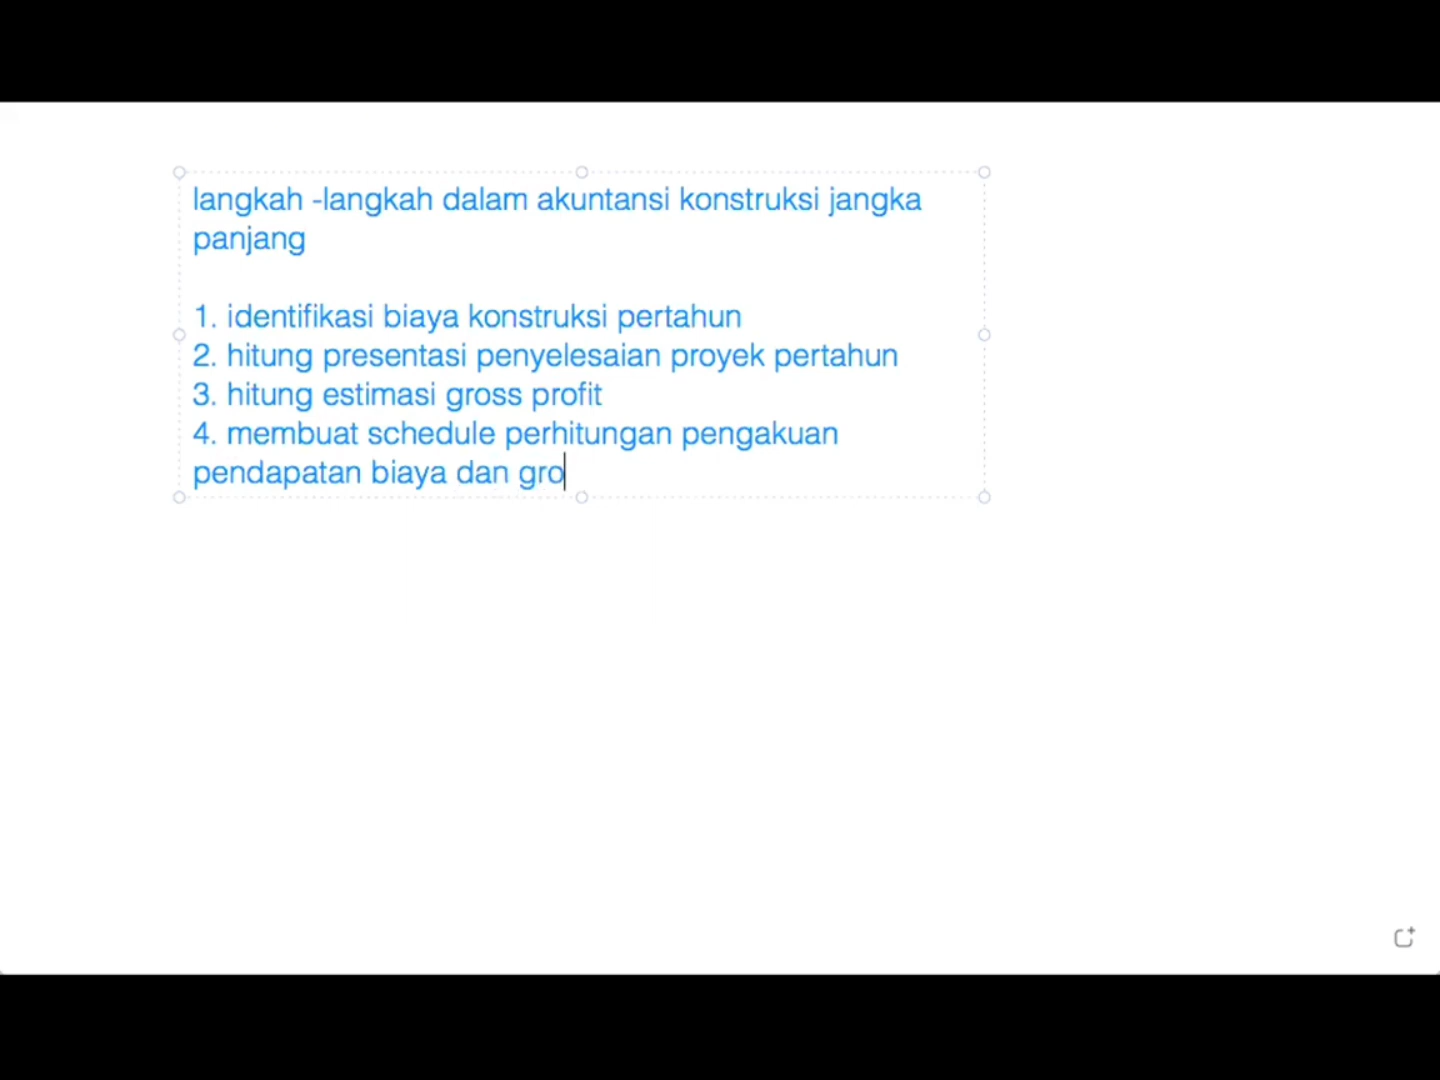 langkah -langkah dalam akuntansi konstruksi jangka
panjang
1. identifikasi biaya konstruksi pertahun
2. hitung presentasi penyelesaian proyek pertahun
3. hitung estimasi gross profit
4. membuat schedule perhitungan pengakuan
pendapatan biaya dan gro